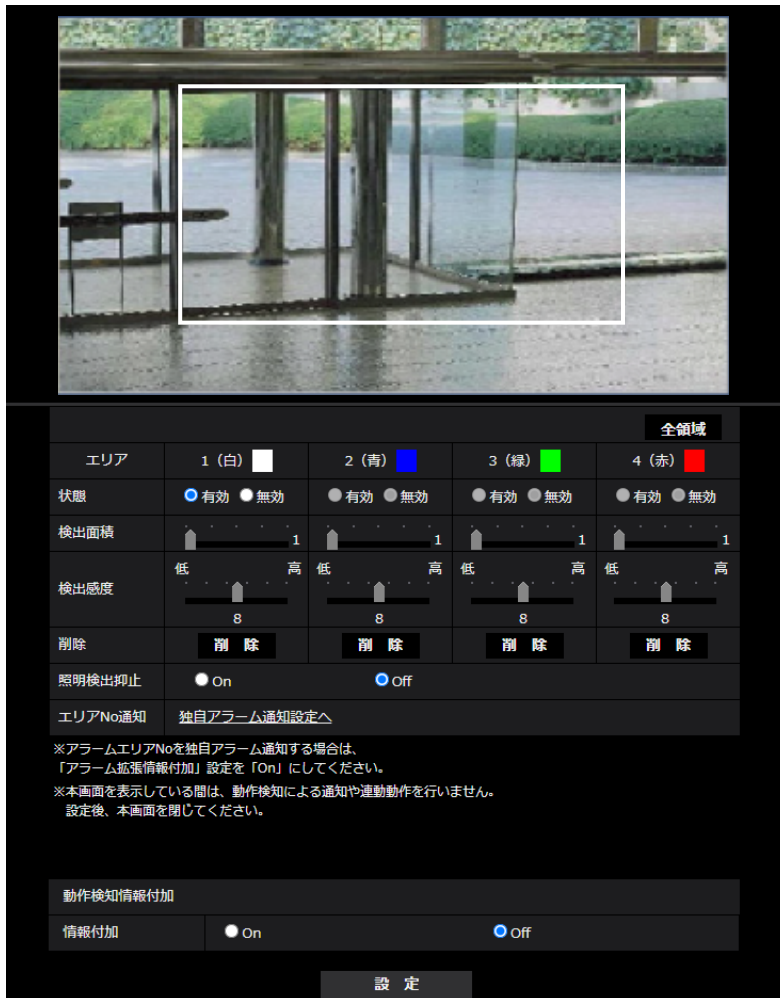 全領域
エリア 1（白） 2（青） 3（緑） 4（赤）
状態 有効 無効 有効 無効 有効 無効 有効 無効
検出面積 1 1 1 1
低 高 低 高 低 高 低 高
検出感度
8 8 8 8
削除 削 除 削 除 削 除 削 除
照明検出抑止 On Off
エリアNo通知 独自アラーム通知設定へ
※アラームエリアNoを独自アラーム通知する場合は、
「アラーム拡張情報付加」設定を「On」にしてください。
※本画面を表示している間は、動作検知による通知や連動動作を行いません。
設定後、本画面を閉じてください。
動作検知情報付加
情報付加 On Off
設 定